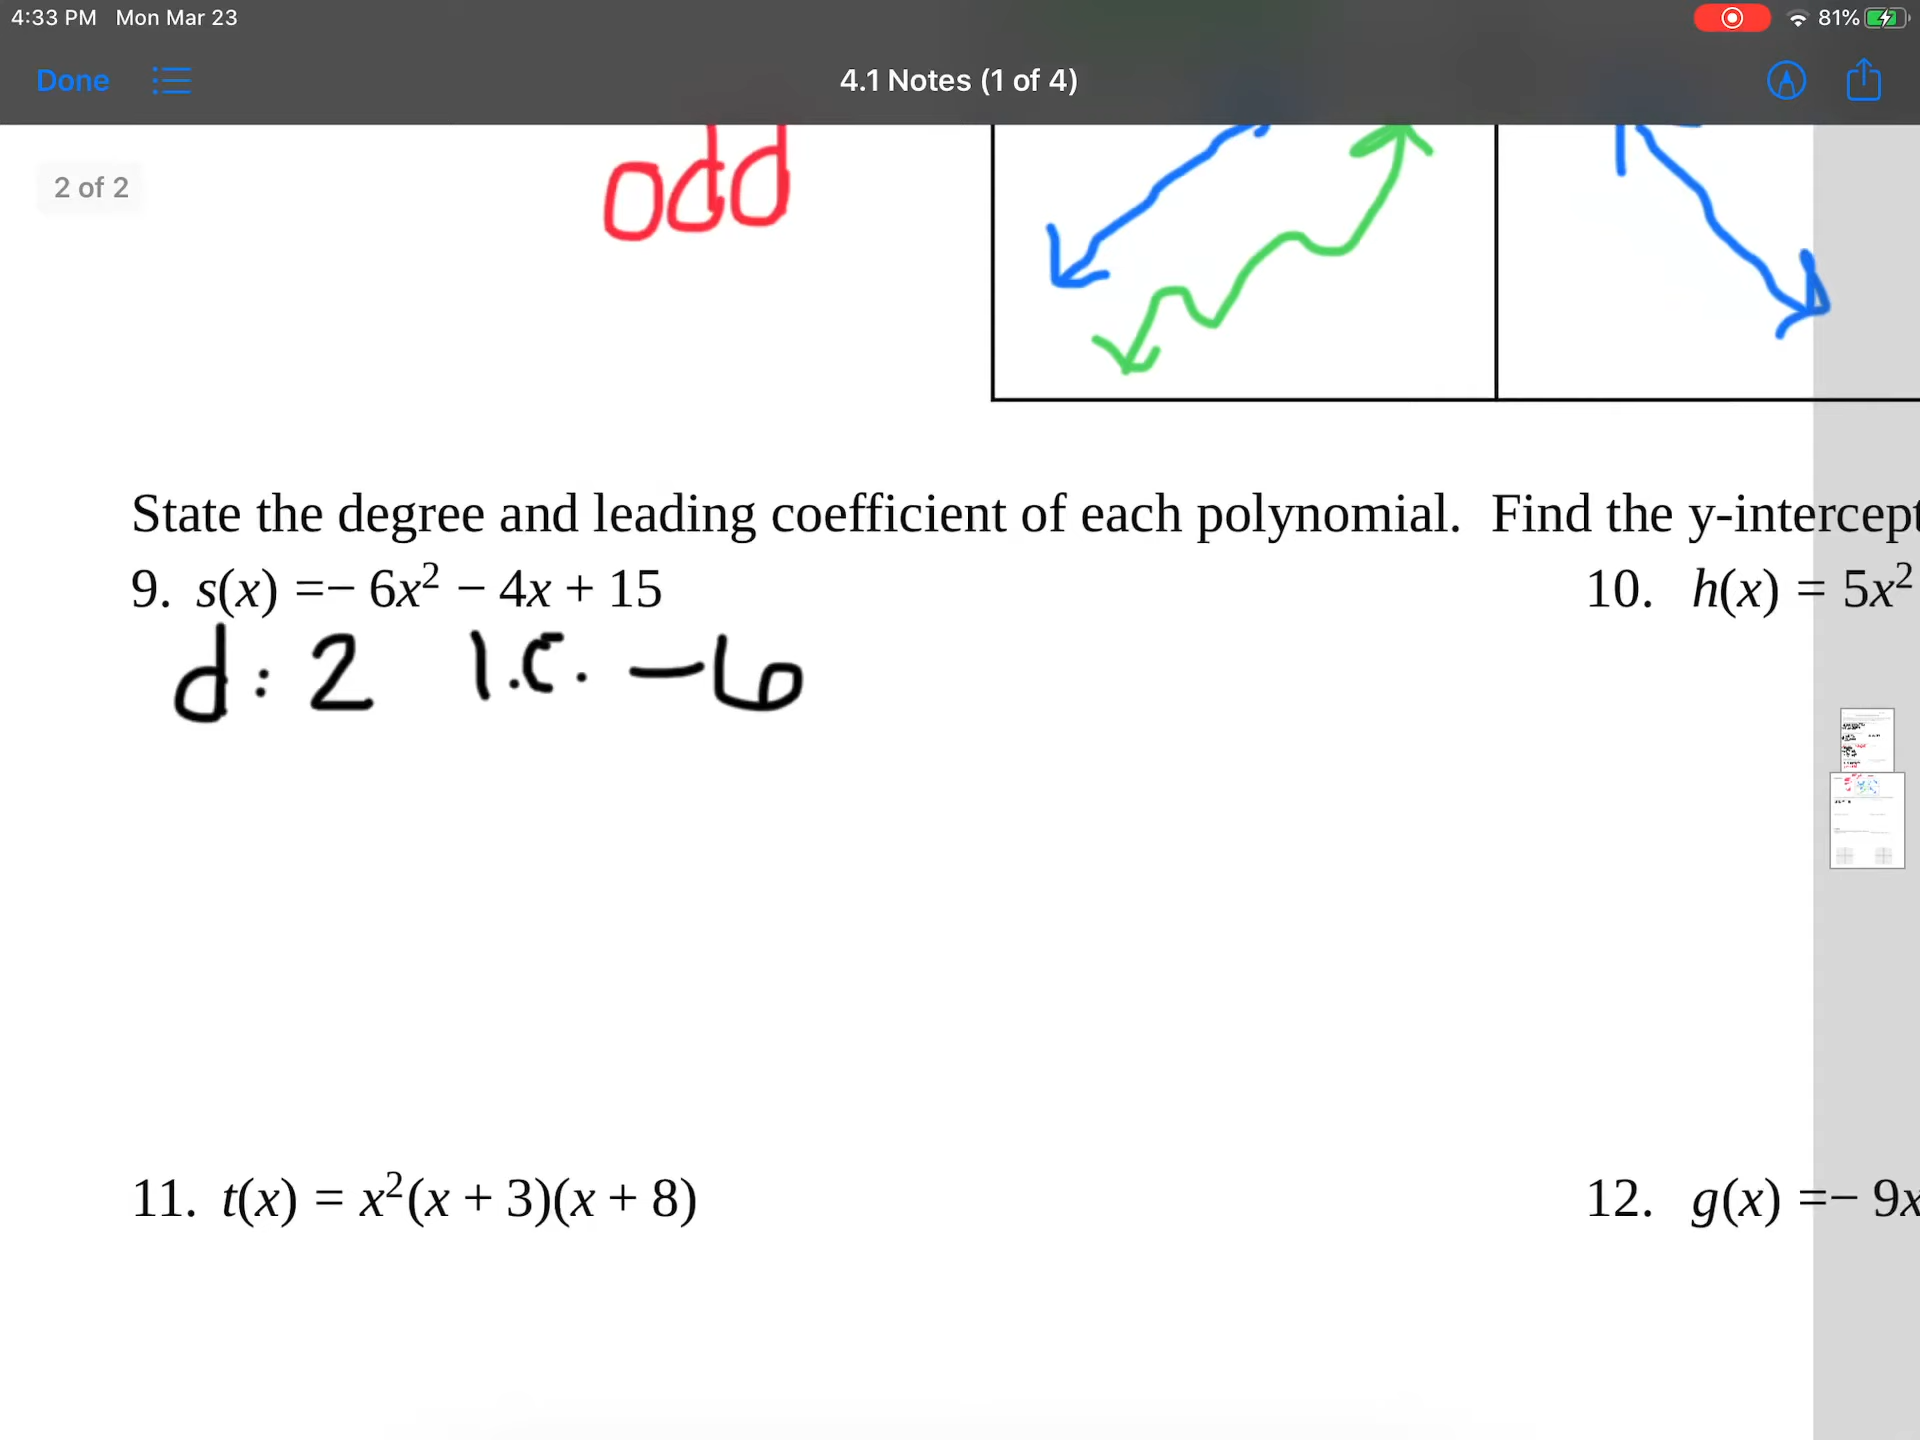 4:33 PM Mon Mar 23 81%
Done 4.1 Notes (1 of 4)
2 of 2
odd
State the degree and leading coefficient of each polynomial. Find the y-intercept
9. s(x) =− 6x² − 4x + 15 10. h(x) = 5x²
d: 2 l.c. −6
11. t(x) = x²(x + 3)(x + 8) 12. g(x) =− 9x